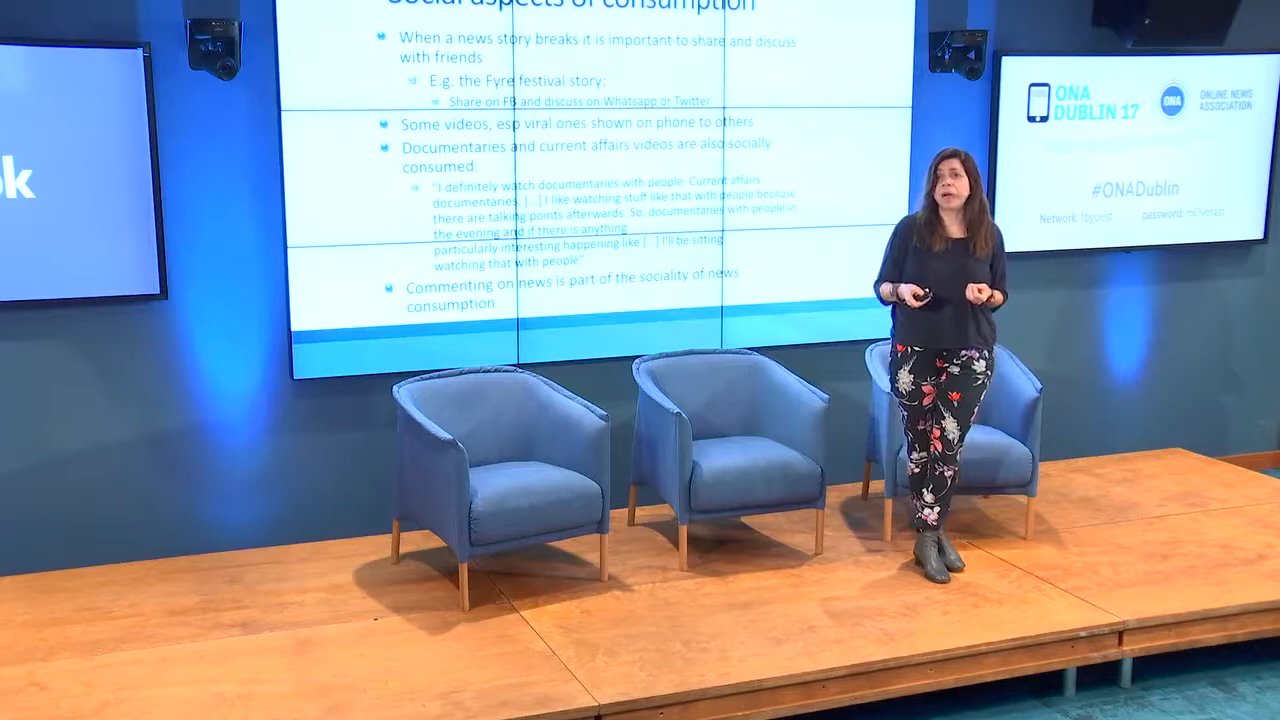 ok
Social aspects of consumption
When a news story breaks it is important to share and discuss
with friends
E.g. the Fyre festival story:
Share on FB and discuss on Whatsapp or Twitter
Some videos, esp viral ones shown on phone to others
Documentaries and current affairs videos are also socially
consumed:
"I definitely watch documentaries with people. Current affairs
documentaries. [...] I like watching stuff like that with people because
there are talking points afterwards. So, documentaries with people in
the evening and if there is anything
particularly interesting happening like [...] I'll be sitting
watching that with people"
Commenting on news is part of the sociality of news
consumption
ONA
DUBLIN 17
ONA
ONLINE NEWS
ASSOCIATION
#ONADublin
Network: fbguest
password: